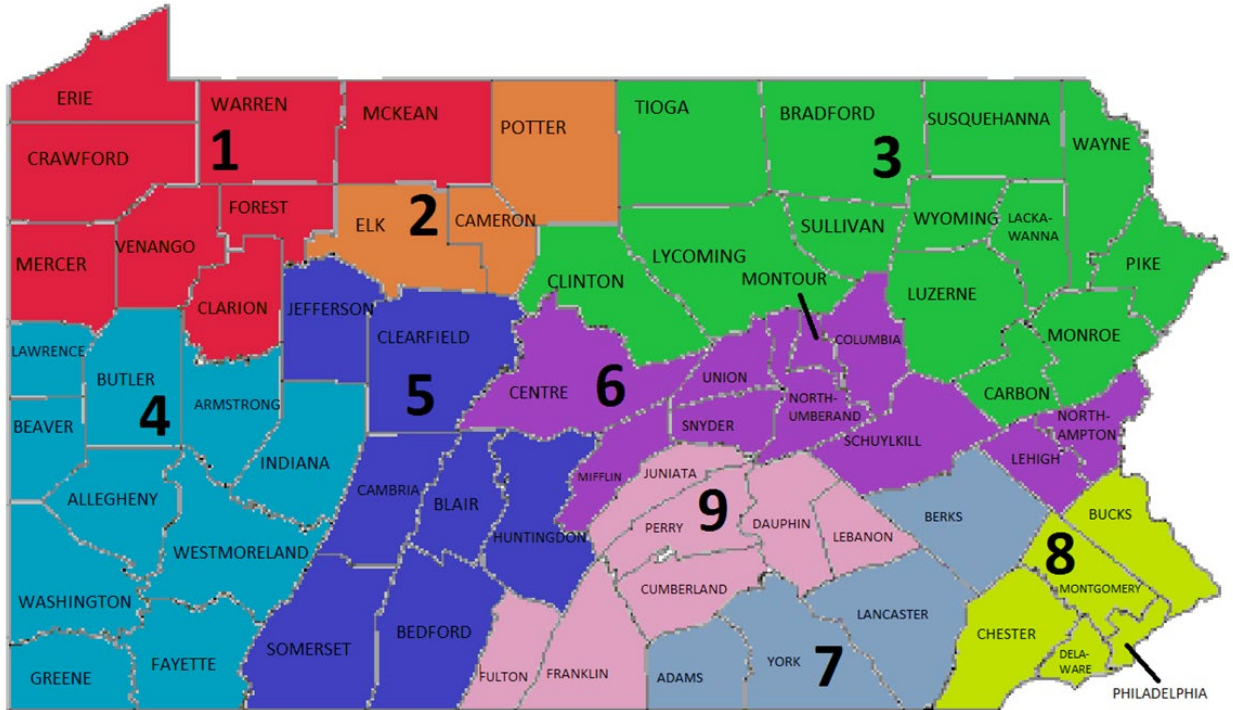 ERIE
WARREN
MCKEAN
POTTER
TIOGA
BRADFORD
SUSQUEHANNA
WAYNE
CRAWFORD
1
3
FOREST
ELK
2
CAMERON
SULLIVAN
WYOMING
LACKA-
WANNA
VENANGO
MERCER
LYCOMING
PIKE
CLINTON
MONTOUR
LUZERNE
CLARION
JEFFERSON
CLEARFIELD
COLUMBIA
MONROE
LAWRENCE
BUTLER
UNION
CENTRE
6
5
CARBON
ARMSTRONG
4
NORTH-
UMBERAND
BEAVER
SNYDER
SCHUYLKILL
NORTH-
AMPTON
LEHIGH
INDIANA
JUNIATA
MIFFLIN
ALLEGHENY
CAMBRIA
BLAIR
9
BERKS
BUCKS
PERRY
DAUPHIN
LEBANON
HUNTINGDON
WESTMORELAND
8
CUMBERLAND
MONTGOMERY
WASHINGTON
LANCASTER
SOMERSET
BEDFORD
CHESTER
FAYETTE
DELA-
WARE
GREENE
FULTON
FRANKLIN
ADAMS
YORK
7
PHILADELPHIA